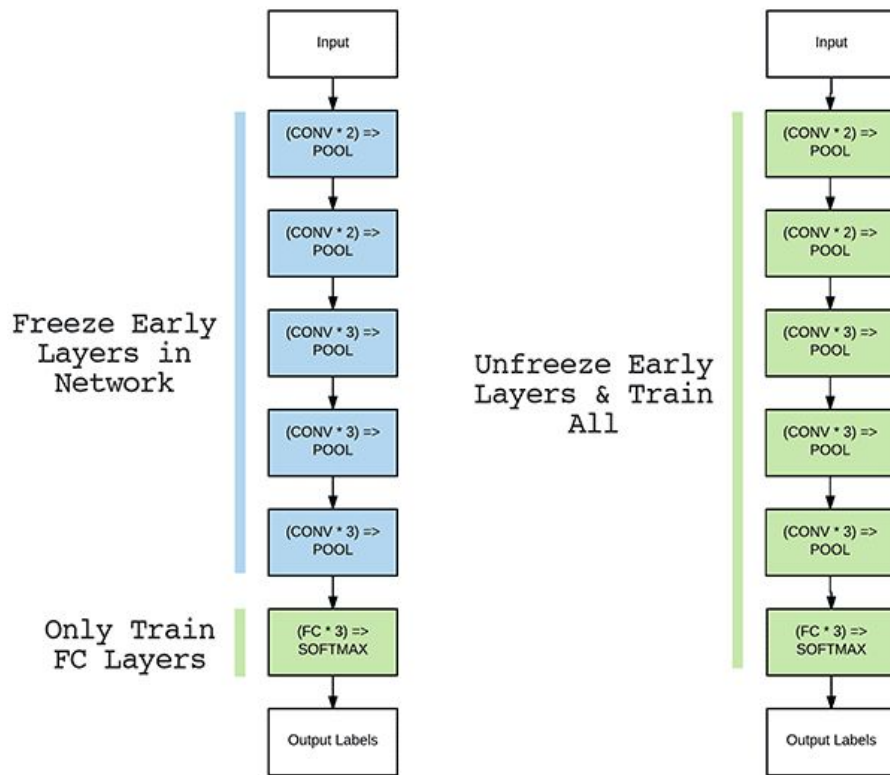 Input
(CONV * 2) =>
POOL
(CONV * 2) =>
POOL
(CONV * 3) =>
POOL
(CONV * 3) =>
POOL
(CONV * 3) =>
POOL
(FC * 3) =>
SOFTMAX
Output Labels
Freeze Early
Layers in
Network
Only Train
FC Layers
Input
(CONV * 2) =>
POOL
(CONV * 2) =>
POOL
(CONV * 3) =>
POOL
(CONV * 3) =>
POOL
(CONV * 3) =>
POOL
(FC * 3) =>
SOFTMAX
Output Labels
Unfreeze Early
Layers & Train
All